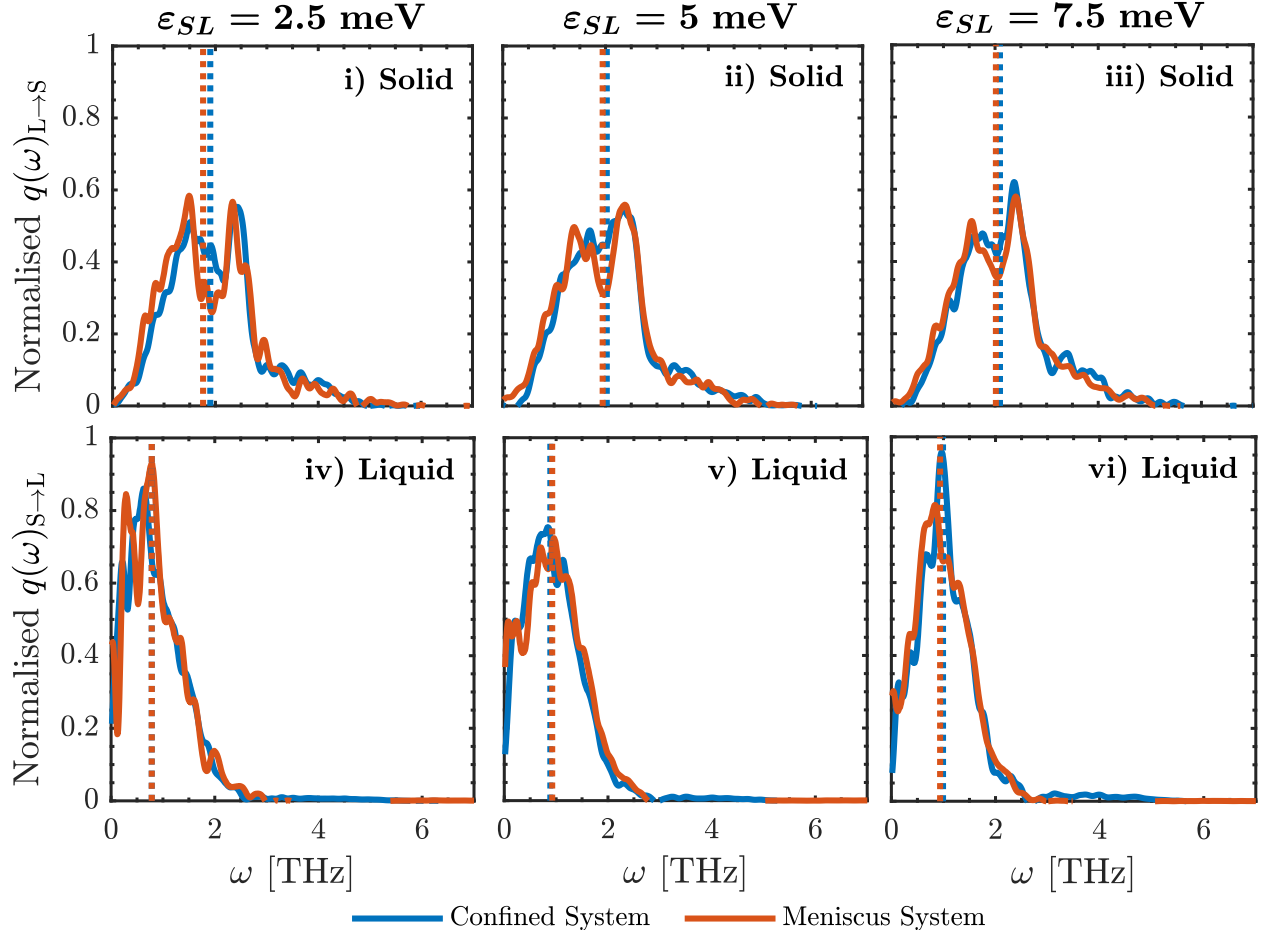 ε_SL = 2.5 meV
ε_SL = 5 meV
ε_SL = 7.5 meV
Normalised q(ω)_L→S
1
0.8
0.6
0.4
0.2
0
i) Solid
ii) Solid
iii) Solid
Normalised q(ω)_S→L
1
0.8
0.6
0.4
0.2
0
iv) Liquid
v) Liquid
vi) Liquid
0 2 4 6
0 2 4 6
0 2 4 6
ω [THz]
ω [THz]
ω [THz]
Confined System
Meniscus System